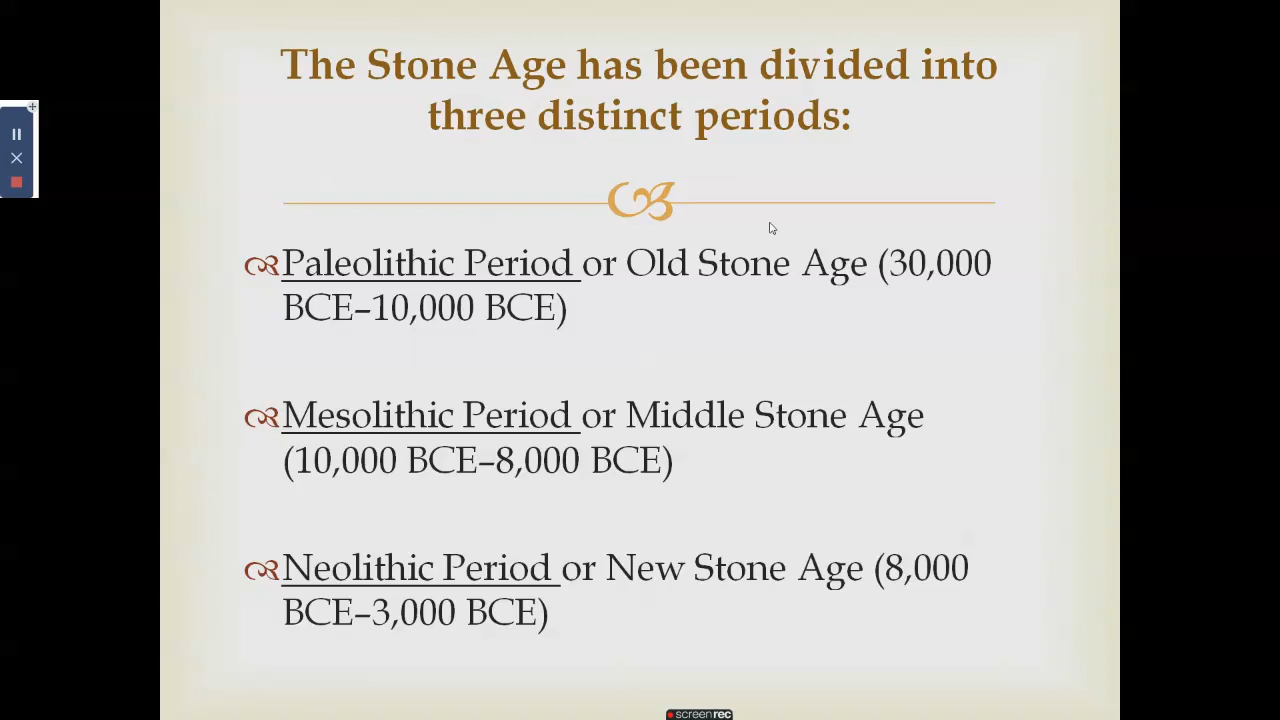 The Stone Age has been divided into
three distinct periods:
Paleolithic Period or Old Stone Age (30,000
BCE–10,000 BCE)
Mesolithic Period or Middle Stone Age
(10,000 BCE–8,000 BCE)
Neolithic Period or New Stone Age (8,000
BCE–3,000 BCE)
screenrec